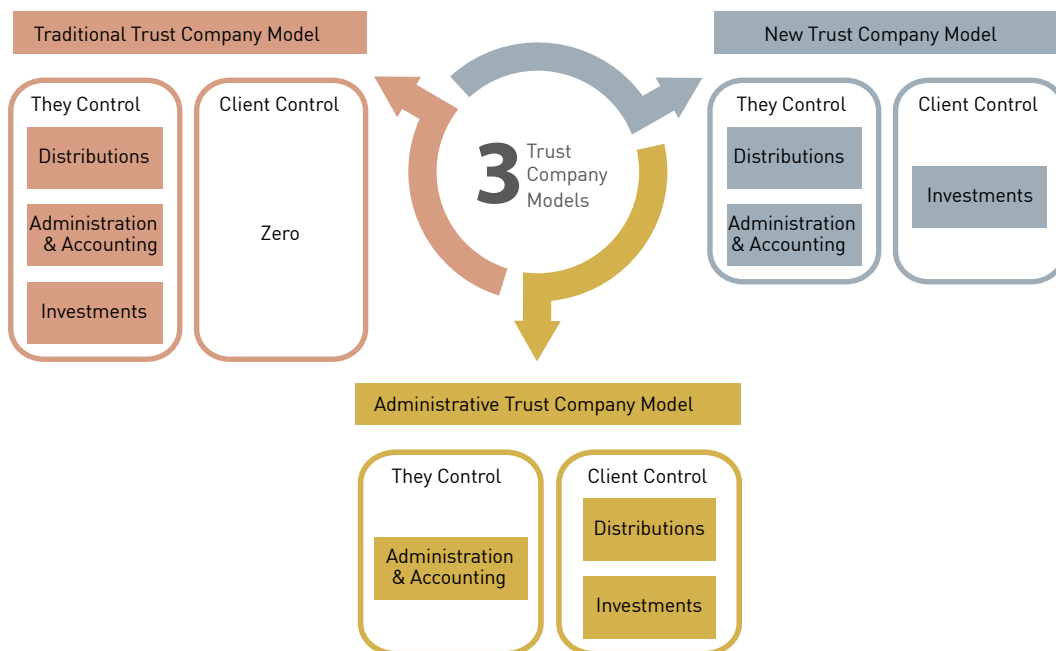 Traditional Trust Company Model
They Control
Distributions
Administration
& Accounting
Investments
Client Control
Zero
3
Trust
Company
Models
New Trust Company Model
They Control
Distributions
Administration
& Accounting
Client Control
Investments
Administrative Trust Company Model
They Control
Administration
& Accounting
Client Control
Distributions
Investments